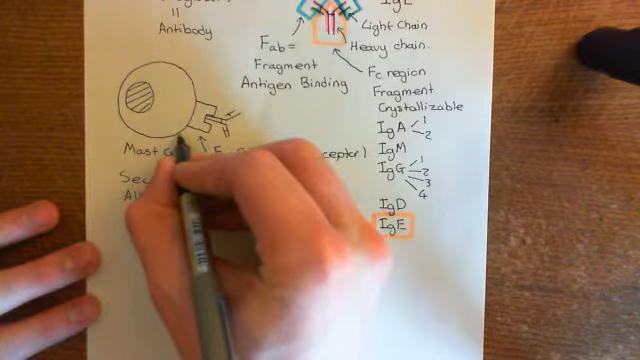 Antibody
Light Chain
Heavy chain.
Fab =
Fragment
Antigen Binding
Fc region
Fragment
Crystallizable
IgA 1
2
IgM
IgG 1
2
3
4
IgD
IgE
Mast